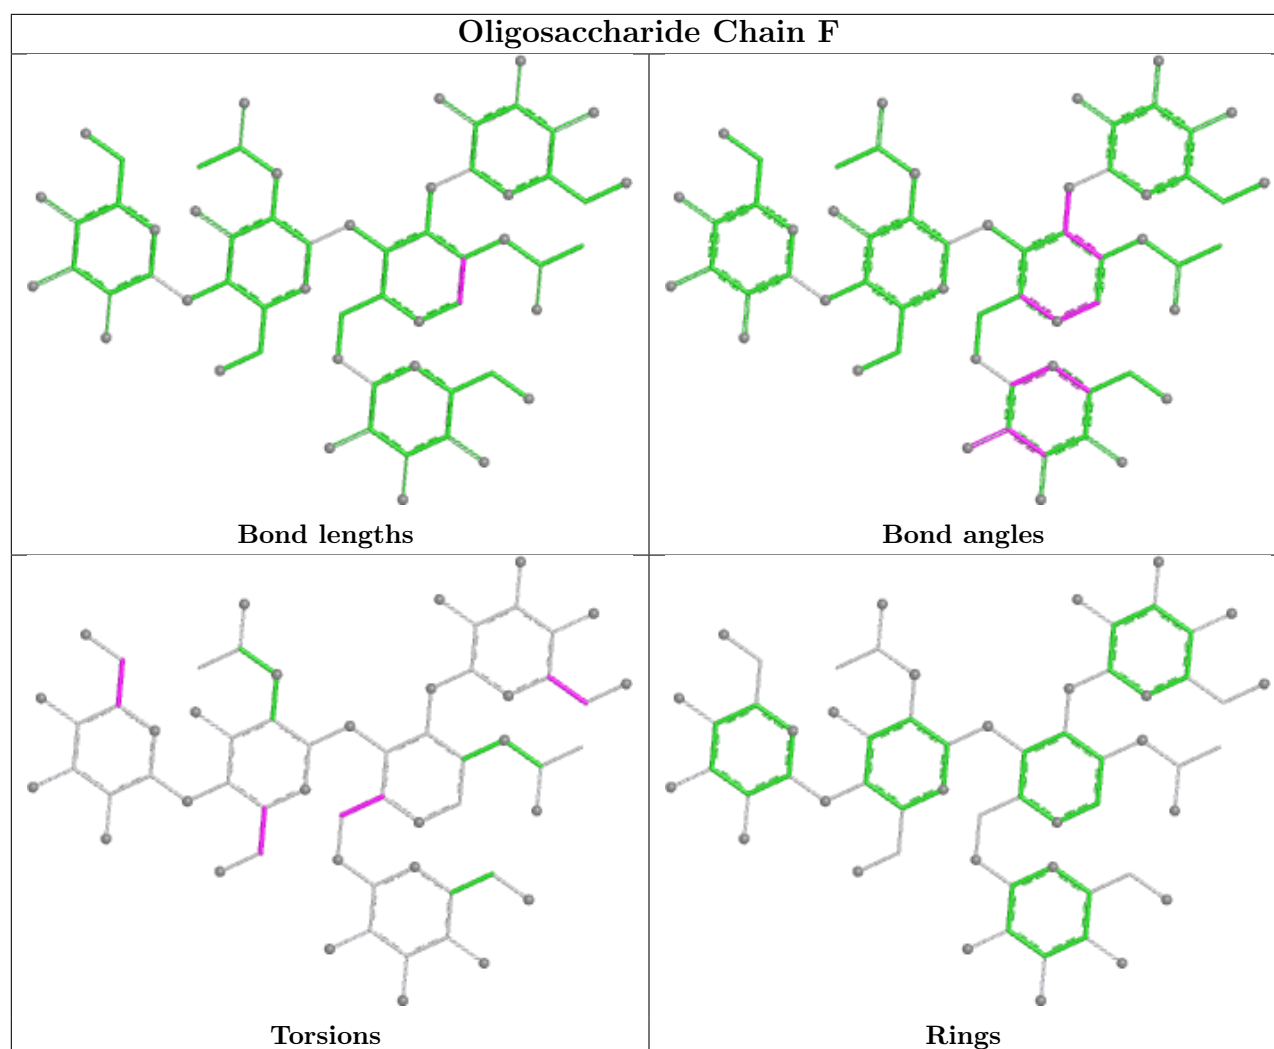 Oligosaccharide Chain F
Bond lengths
Bond angles
Torsions
Rings